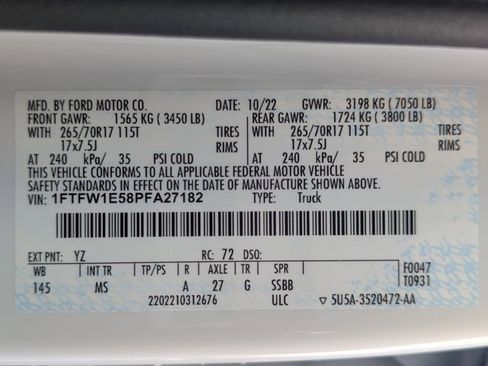 MFD. BY FORD MOTOR CO. DATE: 10/22 GVWR: 3198 KG ( 7050 LB)
FRONT GAWR: 1565 KG ( 3450 LB) REAR GAWR: 1724 KG ( 3800 LB)
WITH 265/70R17 115T TIRES WITH 265/70R17 115T TIRES
17x7.5J RIMS 17x7.5J RIMS
AT 240 kPa/ 35 PSI COLD AT 240 kPa/ 35 PSI COLD
THIS VEHICLE CONFORMS TO ALL APPLICABLE FEDERAL MOTOR VEHICLE
SAFETY STANDARDS IN EFFECT ON THE DATE OF MANUFACTURE SHOWN ABOVE.
VIN: 1FTFW1E58PFA27182 TYPE: Truck
EXT PNT: YZ RC: 72 DSO:
WB INT TR TP/PS R AXLE TR SPR F0047
145 MS A 27 G SSBB T0931
2202210312676 ULC ▽ 5U5A-3520472-AA